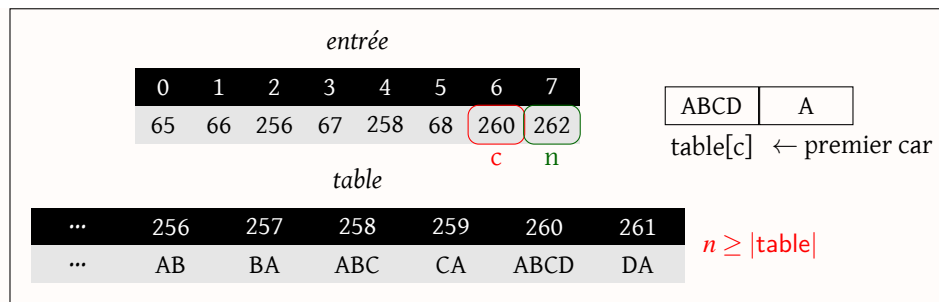 entrée
0 1 2 3 4 5 6 7
65 66 256 67 258 68 260 262
c n
ABCD A
table[c] ← premier car
table
... 256 257 258 259 260 261
... AB BA ABC CA ABCD DA
n ≥ |table|